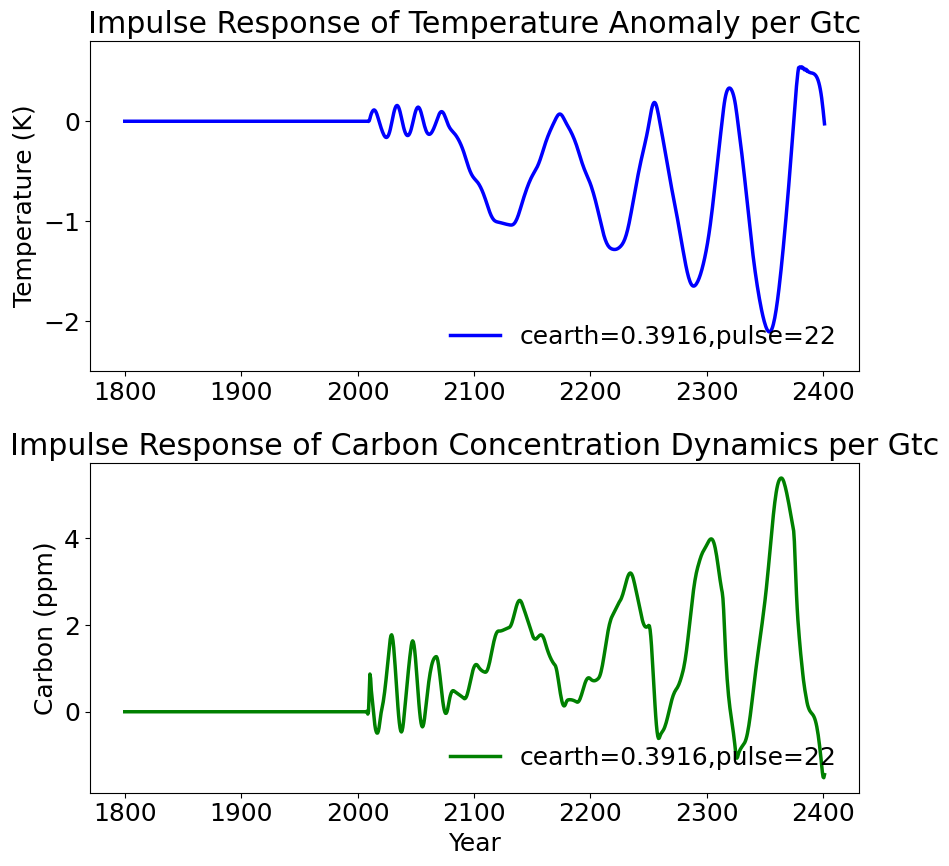 Impulse Response of Temperature Anomaly per Gtc
Temperature (K)
0
−1
−2
cearth=0.3916,pulse=22
1800 1900 2000 2100 2200 2300 2400
Impulse Response of Carbon Concentration Dynamics per Gtc
Carbon (ppm)
4
2
0
cearth=0.3916,pulse=22
1800 1900 2000 2100 2200 2300 2400
Year